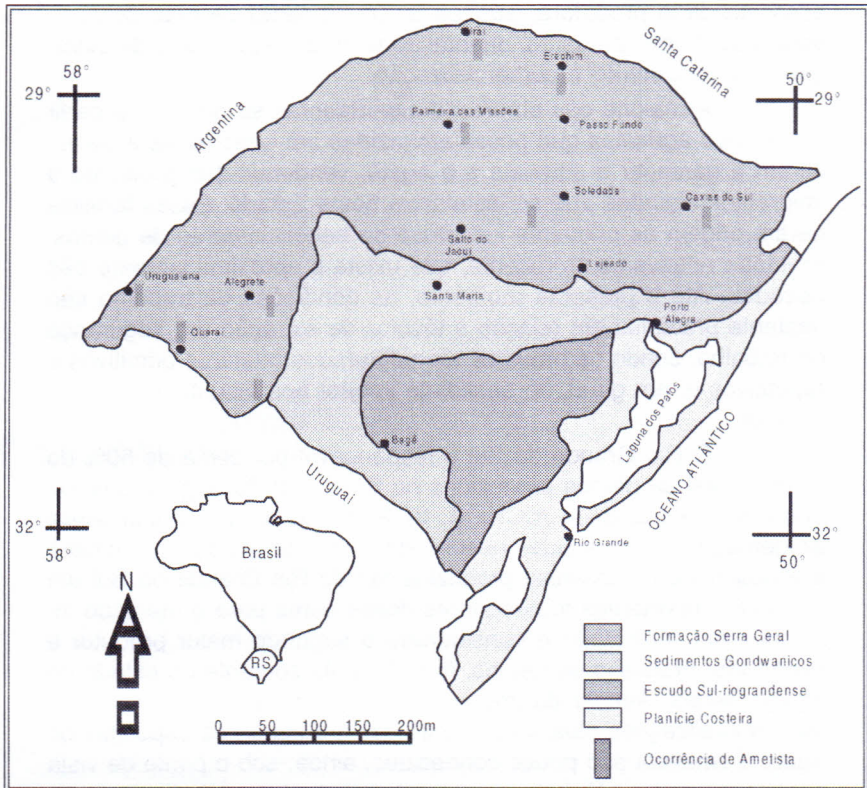 Iraí
Santa Catarina
58°
Erechim
50°
29°
29°
Argentina
Palmeira das Missões
Passo Fundo
Soledade
Caxias do Sul
Salto do
Jacuí
Lajeado
Uruguaiana
Alegrete
Santa Maria
Porto
Alegre
Quaraí
Laguna dos Patos
Bagé
OCEANO ATLÂNTICO
Uruguai
32°
58°
32°
50°
Rio Grande
Brasil
N
RS
0 50 100 150 200m
Formação Serra Geral
Sedimentos Gondwanicos
Escudo Sul-riograndense
Planície Costeira
Ocorrência de Ametista